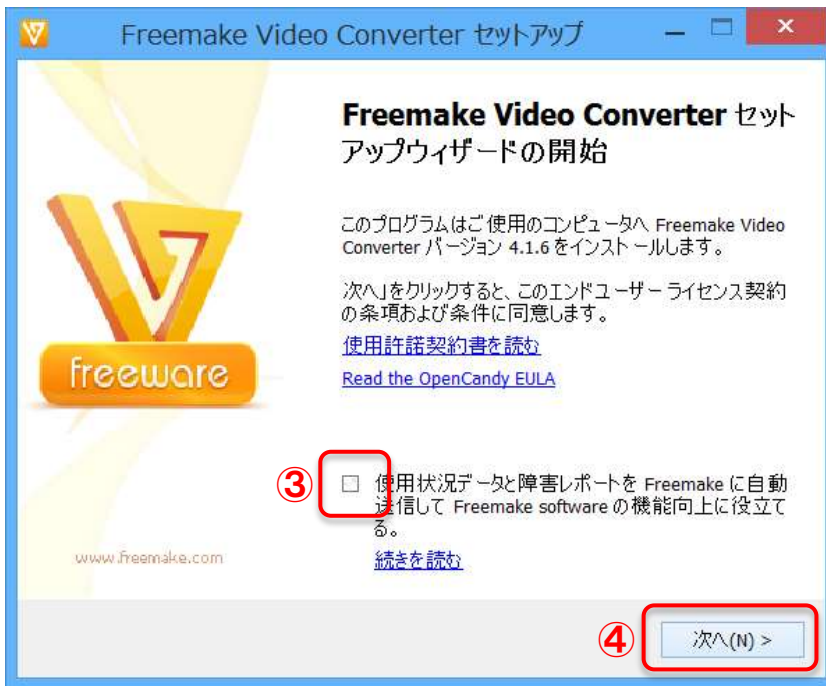 Freemake Video Converter セットアップ
Freemake Video Converter セット
アップウィザードの開始
このプログラムはご使用のコンピュータへ Freemake Video
Converter バージョン 4.1.6 をインストールします。
次へ」をクリックすると、このエンドユーザー ライセンス契約
の条項および条件に同意します。
使用許諾契約書を読む
Read the OpenCandy EULA
freeware
③
使用状況データと障害レポートを Freemake に自動
送信して Freemake software の機能向上に役立て
る。
続きを読む
www.freemake.com
④
次へ(N) >